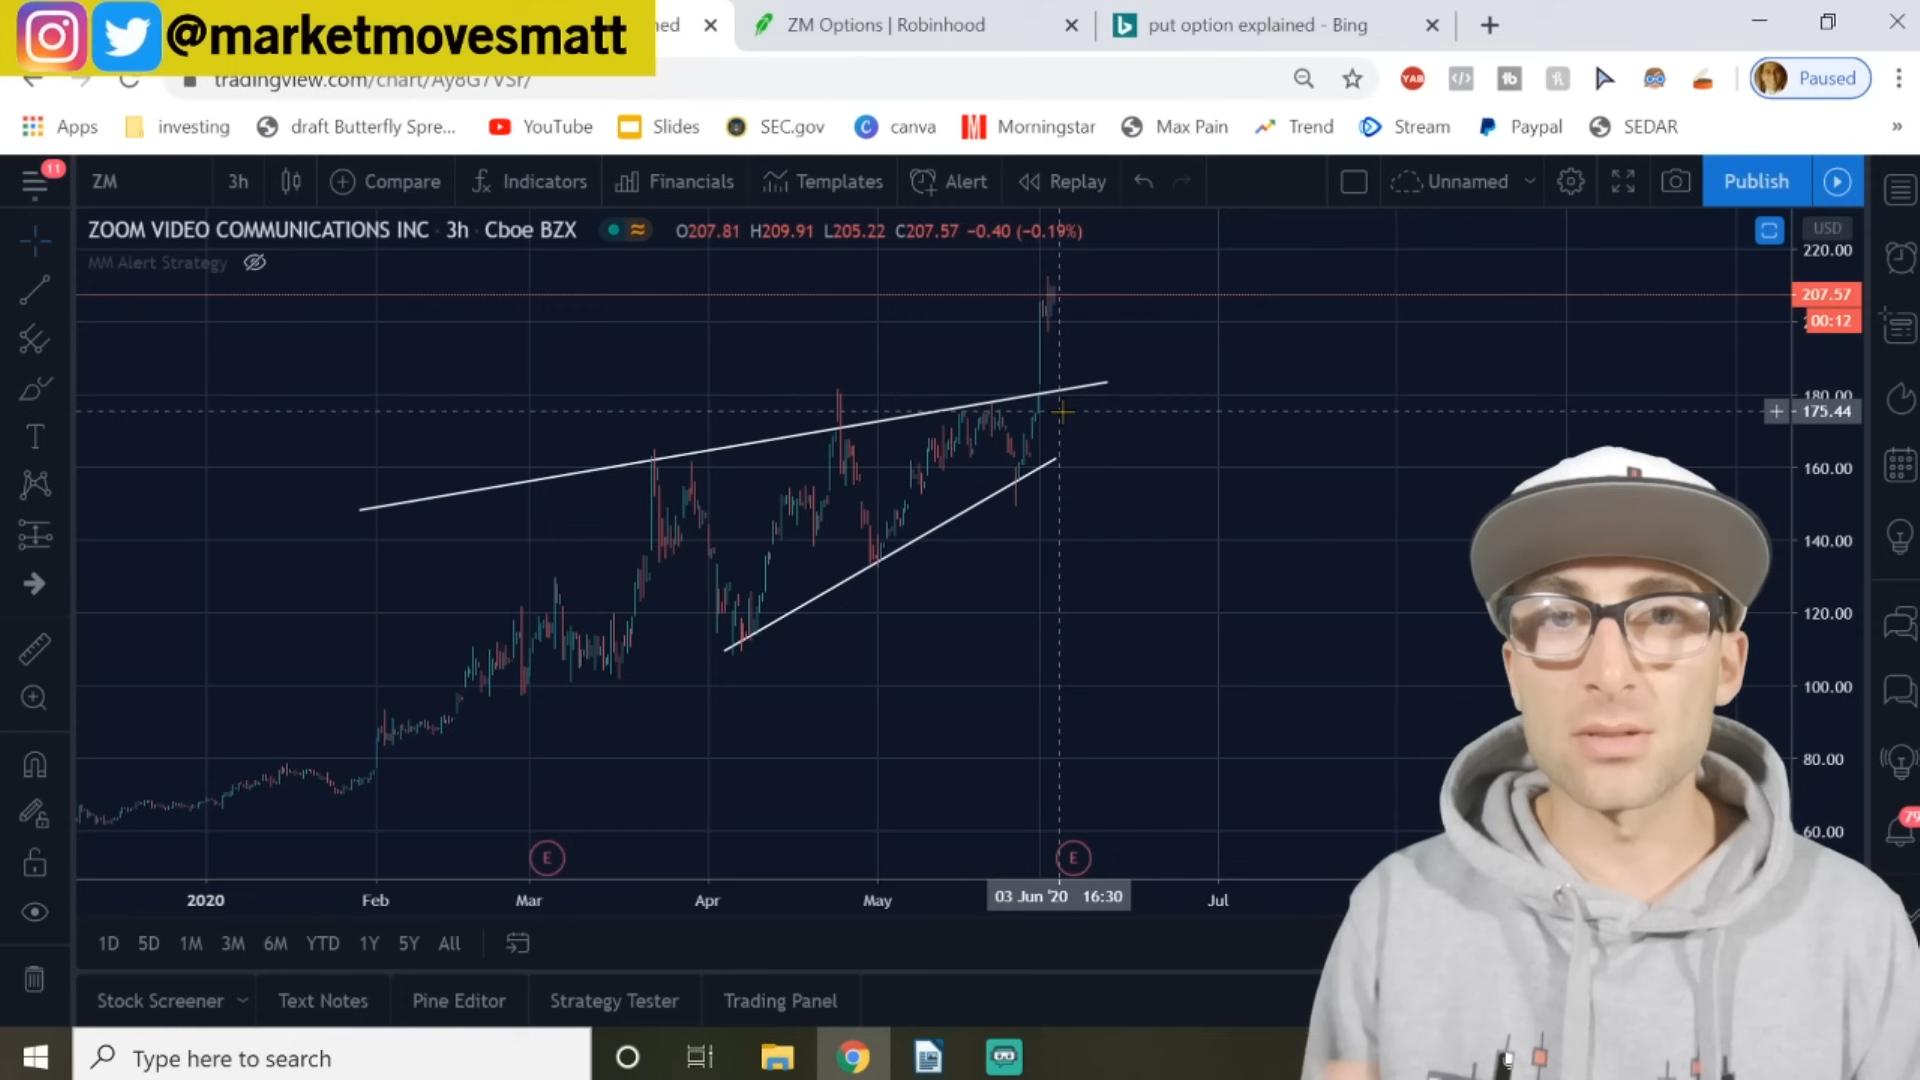 @marketmovesmatt
ned
ZM Options | Robinhood
put option explained - Bing
tradingview.com/chart/Ay8G7VSr/
YAB
tb
Paused
Apps
investing
draft Butterfly Spre...
YouTube
Slides
SEC.gov
canva
Morningstar
Max Pain
Trend
Stream
Paypal
SEDAR
»
11
ZM
3h
Compare
Indicators
Financials
Templates
Alert
Replay
Unnamed
Publish
ZOOM VIDEO COMMUNICATIONS INC · 3h · Cboe BZX
O207.81 H209.91 L205.22 C207.57 −0.40 (−0.19%)
MM Alert Strategy
USD
220.00
207.57
00:12
180.00
175.44
160.00
140.00
120.00
100.00
80.00
60.00
79
E
E
2020
Feb
Mar
Apr
May
03 Jun '20 16:30
Jul
1D 5D 1M 3M 6M YTD 1Y 5Y All
Stock Screener
Text Notes
Pine Editor
Strategy Tester
Trading Panel
Type here to search